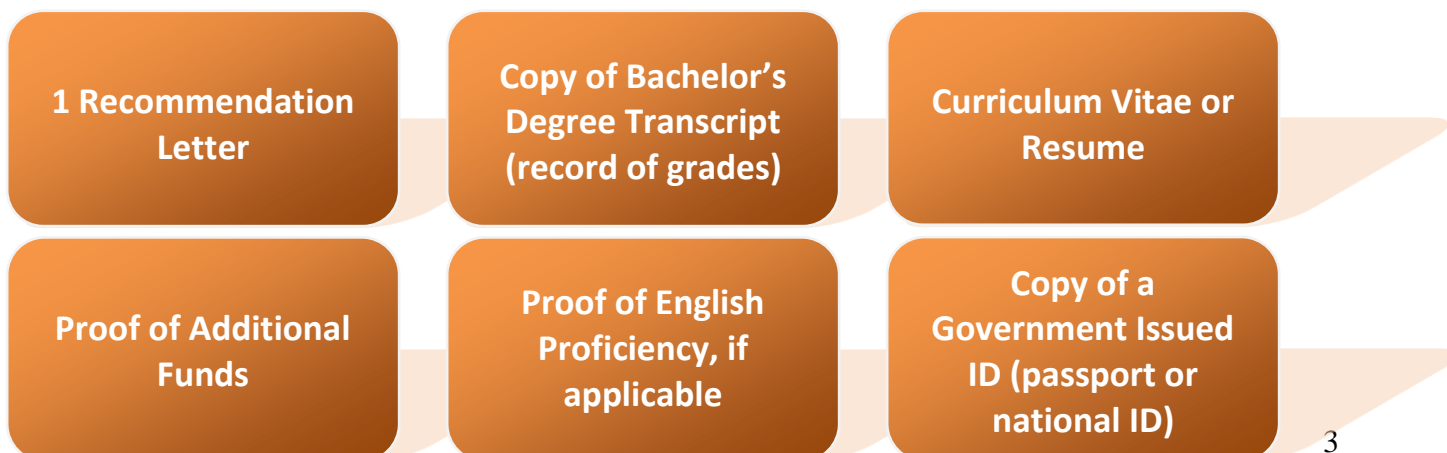 1 Recommendation
Letter
Copy of Bachelor’s
Degree Transcript
(record of grades)
Curriculum Vitae or
Resume
Proof of Additional
Funds
Proof of English
Proficiency, if
applicable
Copy of a
Government Issued
ID (passport or
national ID)
3